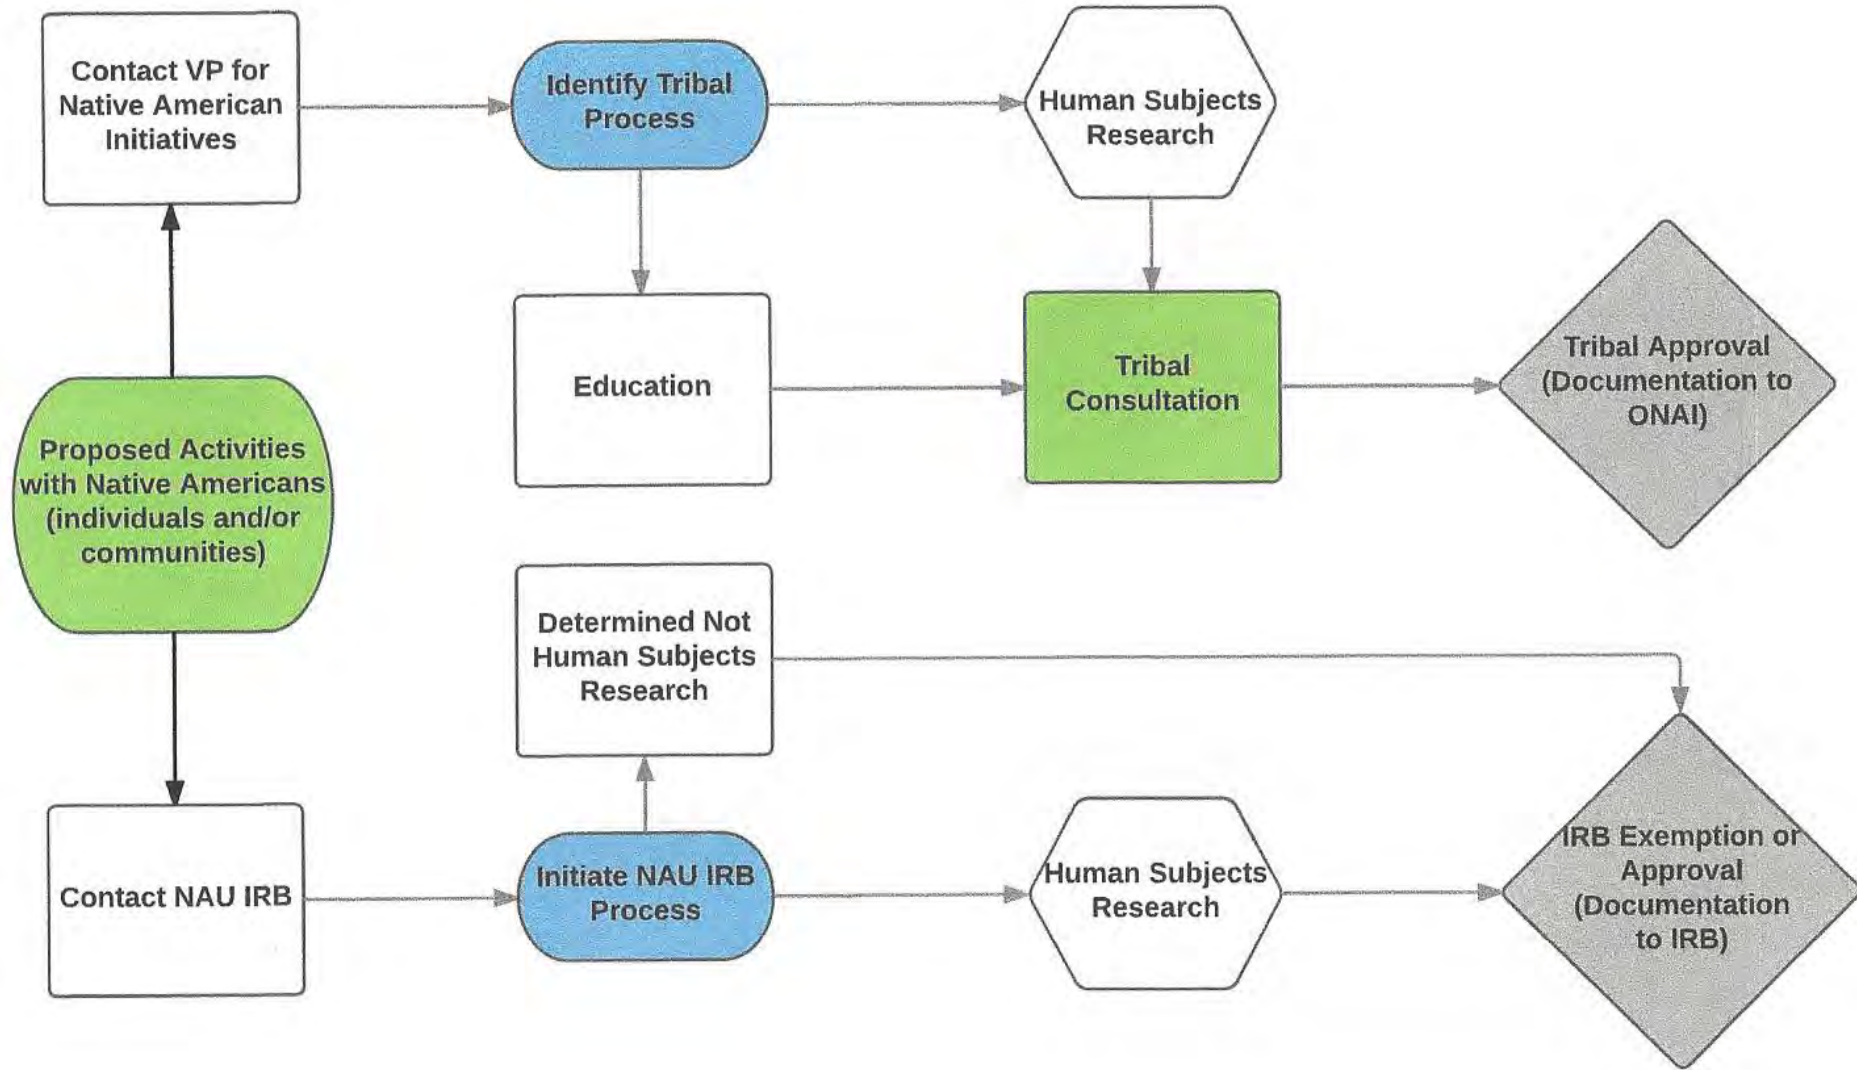 Contact VP for
Native American
Initiatives
Identify Tribal
Process
Human Subjects
Research
Education
Tribal
Consultation
Tribal Approval
(Documentation to
ONAI)
Proposed Activities
with Native Americans
(individuals and/or
communities)
Determined Not
Human Subjects
Research
Contact NAU IRB
Initiate NAU IRB
Process
Human Subjects
Research
IRB Exemption or
Approval
(Documentation
to IRB)